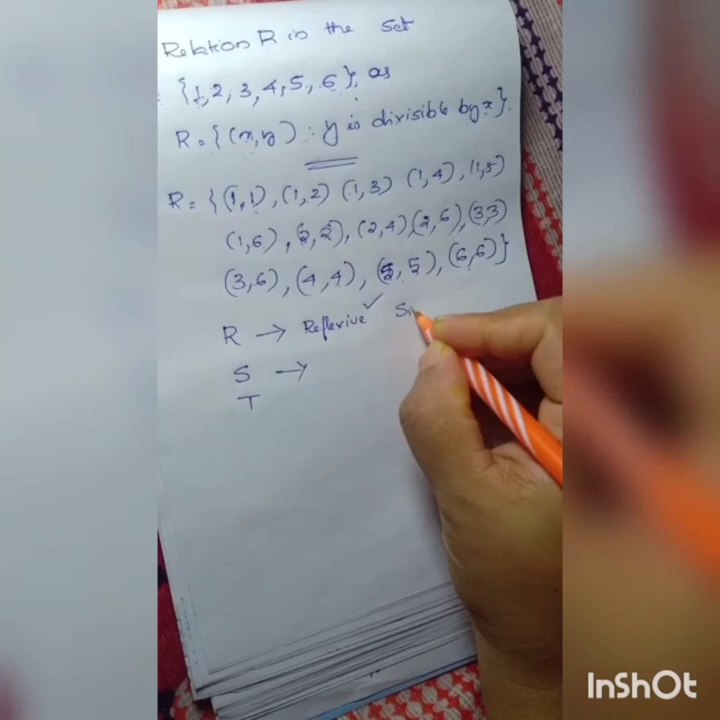 Relation R in the set
{1,2,3,4,5,6}, as
R = {(x,y) : y is divisible by x}.
R = {(1,1), (1,2) (1,3) (1,4), (1,5)
(1,6), (2,2), (2,4), (2,6), (3,3)
(3,6), (4,4), (5,5), (6,6)}
R → Reflexive ✓ Si
S →
T
InShOt